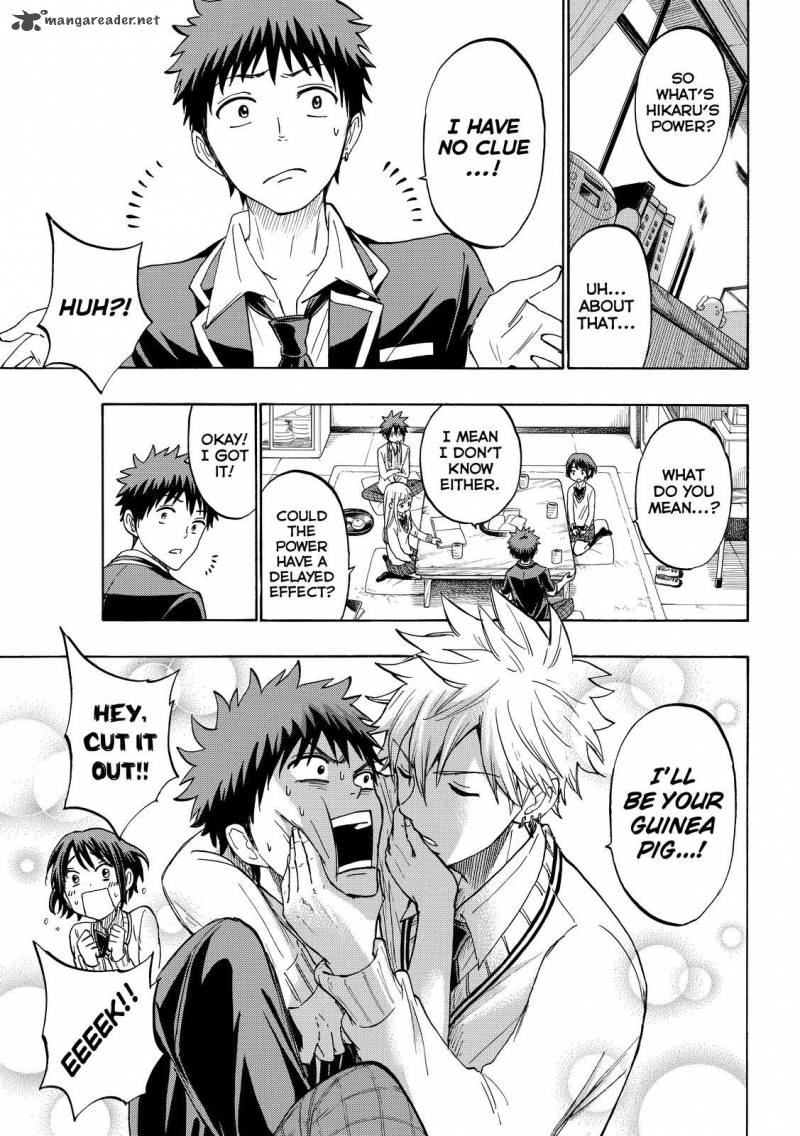 mangareader.net
SO
WHAT'S
HIKARU'S
POWER?
UH...
ABOUT
THAT...
I HAVE
NO CLUE
...!
HUH?!
WHAT
DO YOU
MEAN...?
I MEAN
I DON'T
KNOW
EITHER.
COULD
THE
POWER
HAVE A
DELAYED
EFFECT?
OKAY!
I GOT
IT!
I'LL
BE YOUR
GUINEA
PIG...!
HEY,
CUT IT
OUT!!
EEEEK!!